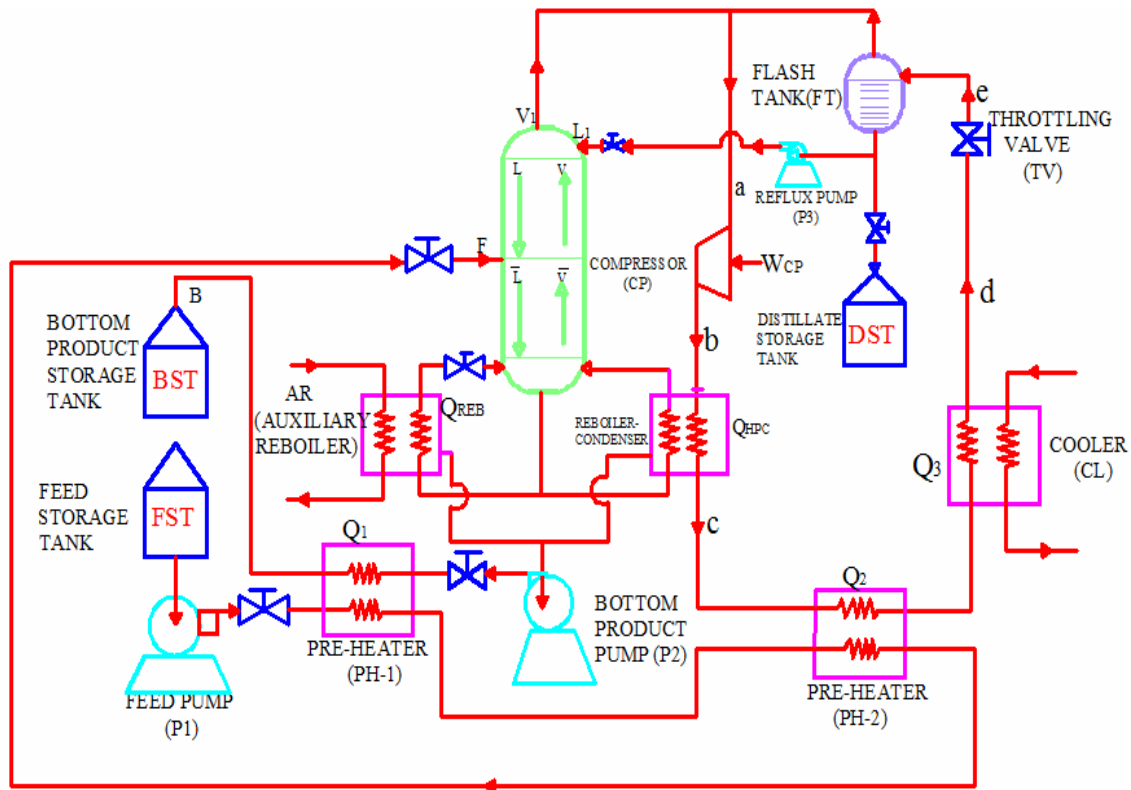 FLASH
TANK(FT)
e
THROTTLING
VALVE
(TV)
V1
L1
L
V
a
REFLUX PUMP
(P3)
F
COMPRESSOR
(CP)
WCP
L̅
V̅
d
B
BOTTOM
PRODUCT
STORAGE
TANK
BST
DISTILLATE
STORAGE
TANK
DST
b
AR
(AUXILIARY
REBOILER)
QREB
REBOILER-
CONDENSER
QHPC
Q3
COOLER
(CL)
FEED
STORAGE
TANK
FST
c
Q1
Q2
PRE-HEATER
(PH-1)
BOTTOM
PRODUCT
PUMP (P2)
PRE-HEATER
(PH-2)
FEED PUMP
(P1)